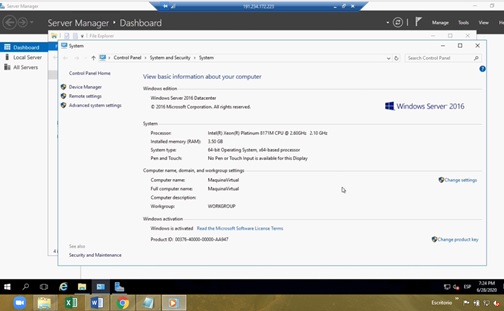 Server Manager
191.234.172.223
Server Manager · Dashboard
Manage Tools View
Dashboard
Local Server
All Servers
File Explorer
System
Control Panel > System and Security > System
Search Control Panel
Control Panel Home
Device Manager
Remote settings
Advanced system settings
View basic information about your computer
Windows edition
Windows Server 2016 Datacenter
© 2016 Microsoft Corporation. All rights reserved.
Windows Server 2016
System
Processor: Intel(R) Xeon(R) Platinum 8171M CPU @ 2.60GHz 2.10 GHz
Installed memory (RAM): 3.50 GB
System type: 64-bit Operating System, x64-based processor
Pen and Touch: No Pen or Touch Input is available for this Display
Computer name, domain, and workgroup settings
Computer name: MaquinaVirtual
Full computer name: MaquinaVirtual
Computer description:
Workgroup: WORKGROUP
Change settings
Windows activation
Windows is activated Read the Microsoft Software License Terms
Product ID: 00376-40000-00000-AA947
Change product key
See also
Security and Maintenance
ESP
7:24 PM
6/28/2020
Escritorio